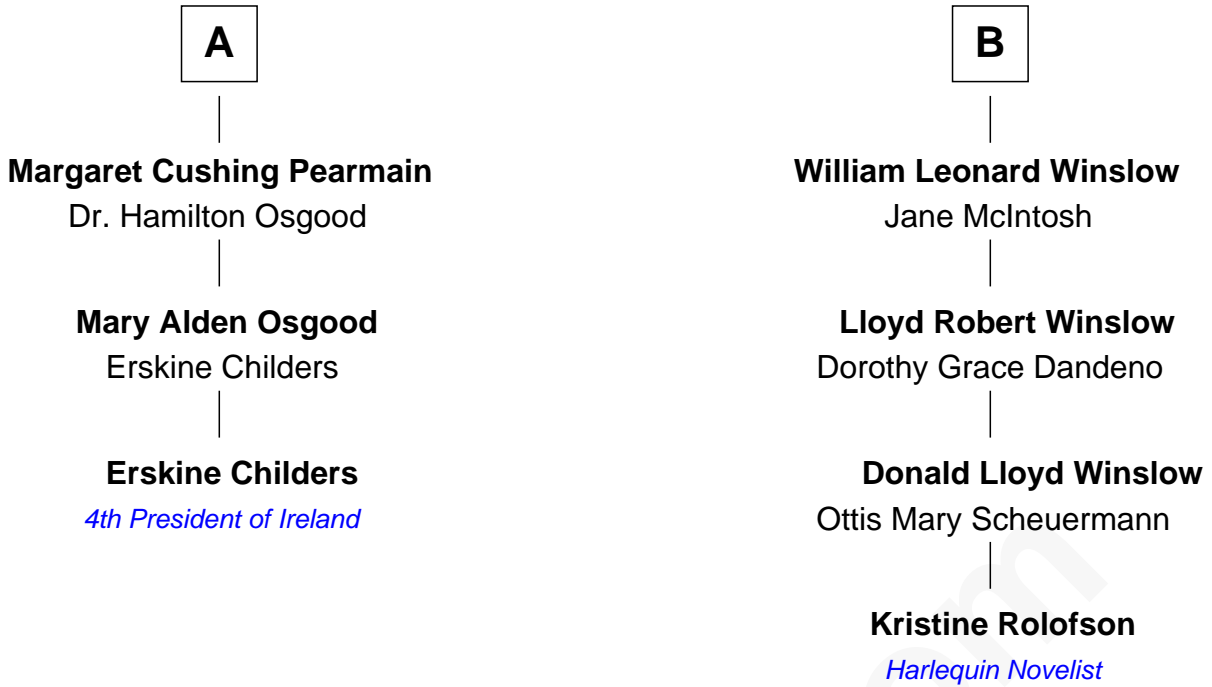 A
Margaret Cushing Pearmain
Dr. Hamilton Osgood
Mary Alden Osgood
Erskine Childers
Erskine Childers
4th President of Ireland
B
William Leonard Winslow
Jane McIntosh
Lloyd Robert Winslow
Dorothy Grace Dandeno
Donald Lloyd Winslow
Ottis Mary Scheuermann
Kristine Rolofson
Harlequin Novelist